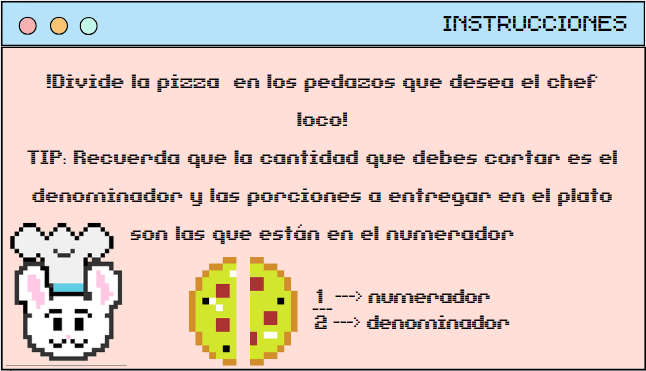 INSTRUCCIONES
!Divide la pizza en los pedazos que desea el chef
loco!
TIP: Recuerda que la cantidad que debes cortar es el
denominador y las porciones a entregar en el plato
son las que están en el numerador
1 ---> numerador
---
2 ---> denominador